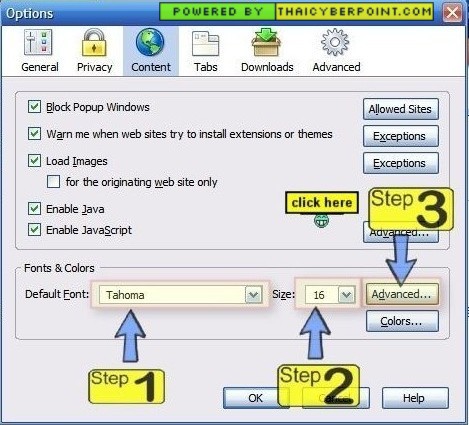 Options
POWERED BY THAICYBERPOINT.COM
General Privacy Content Tabs Downloads Advanced
Block Popup Windows
Allowed Sites
Warn me when web sites try to install extensions or themes
Exceptions
Load Images
Exceptions
for the originating web site only
click here
Step 3
Enable Java
Enable JavaScript
Advanced...
Fonts & Colors
Default Font: Tahoma Size: 16 Advanced...
Colors...
Step 1
Step 2
OK Cancel Help